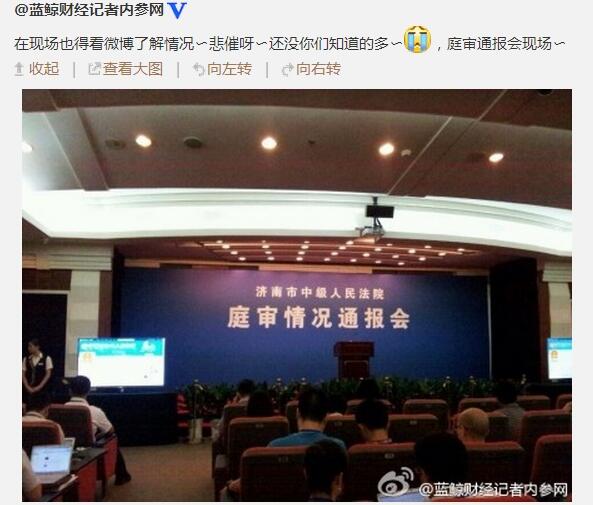 @蓝鲸财经记者内参网
在现场也得看微博了解情况～悲催呀～还没你们知道的多～，庭审通报会现场～
收起 | 查看大图 | 向左转 | 向右转
济南市中级人民法院
庭审情况通报会
@蓝鲸财经记者内参网